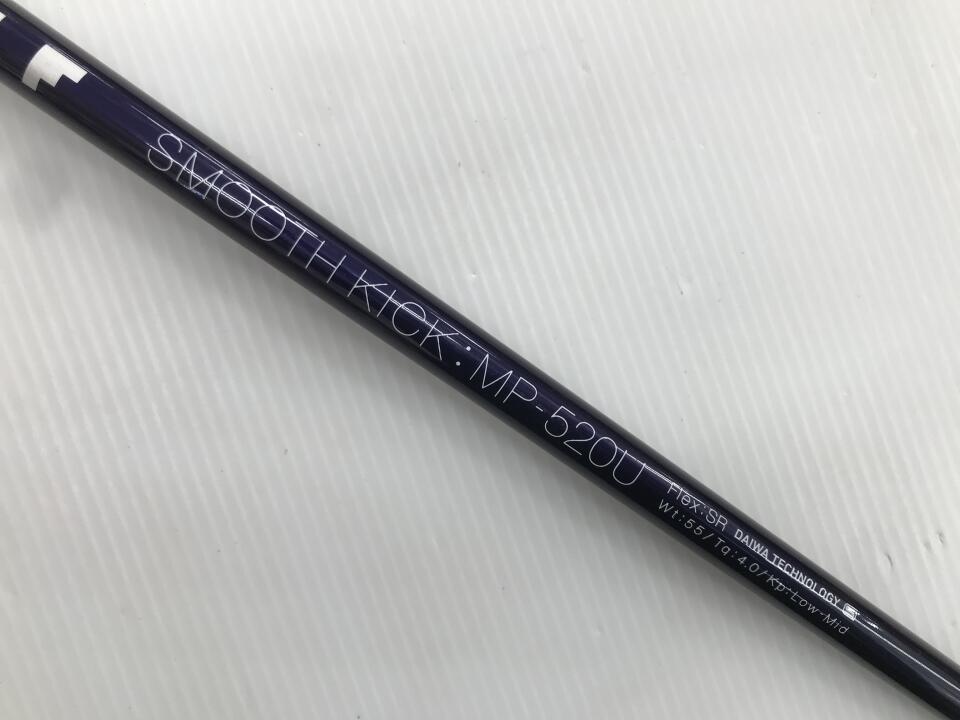 SMOOTH KICK: MP-520U
Flex:SR DAIWA TECHNOLOGY
Wt:55/Tq:4.0/Kp:Low-Mid